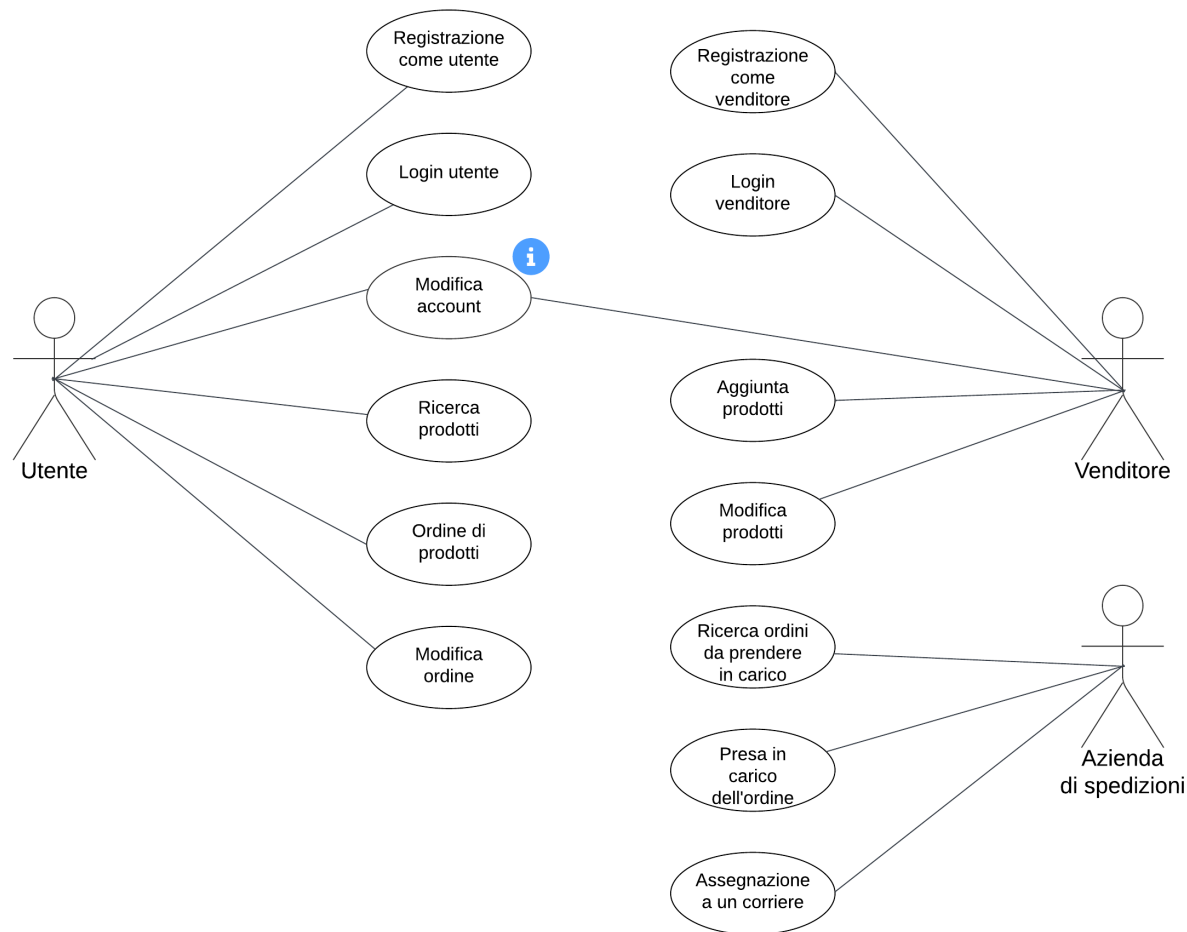 Registrazione
come utente
Registrazione
come
venditore
Login utente
Login
venditore
i
Modifica
account
Aggiunta
prodotti
Ricerca
prodotti
Utente
Venditore
Modifica
prodotti
Ordine di
prodotti
Ricerca ordini
da prendere
in carico
Modifica
ordine
Presa in
carico
dell'ordine
Azienda
di spedizioni
Assegnazione
a un corriere